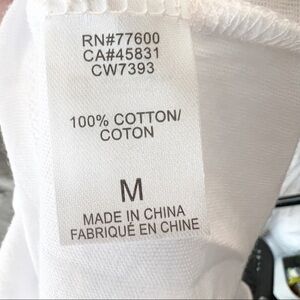 RN#77600
CA#45831
CW7393
100% COTTON/
COTON
M
MADE IN CHINA
FABRIQUÉ EN CHINE